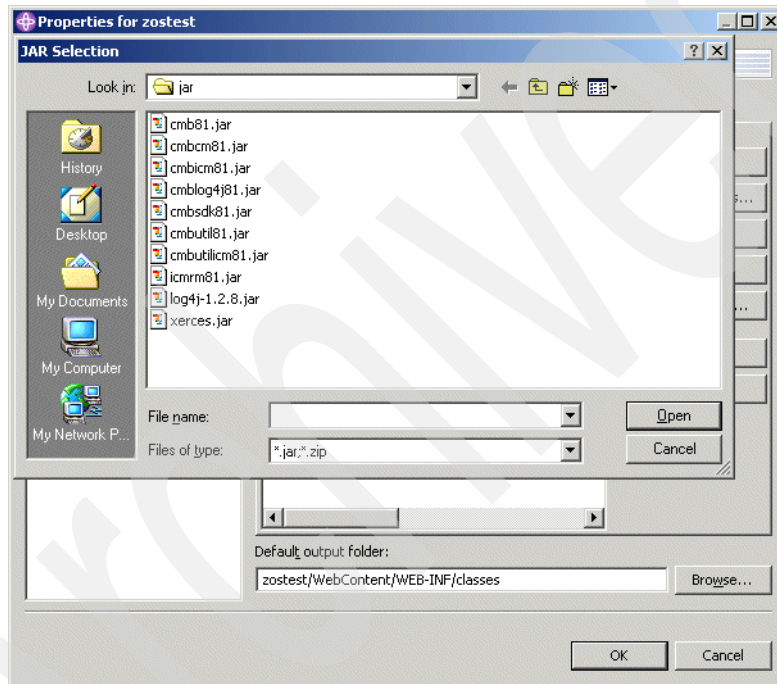 Properties for zostest
JAR Selection
Look in:
jar
History
Desktop
My Documents
My Computer
My Network P...
cmb81.jar
cmbcm81.jar
cmbicm81.jar
cmblog4j81.jar
cmbsdk81.jar
cmbutil81.jar
cmbutilicm81.jar
icmrm81.jar
log4j-1.2.8.jar
xerces.jar
File name:
Open
Files of type:
*.jar;*.zip
Cancel
s...
...
Default output folder:
zostest/WebContent/WEB-INF/classes
Browse...
OK
Cancel